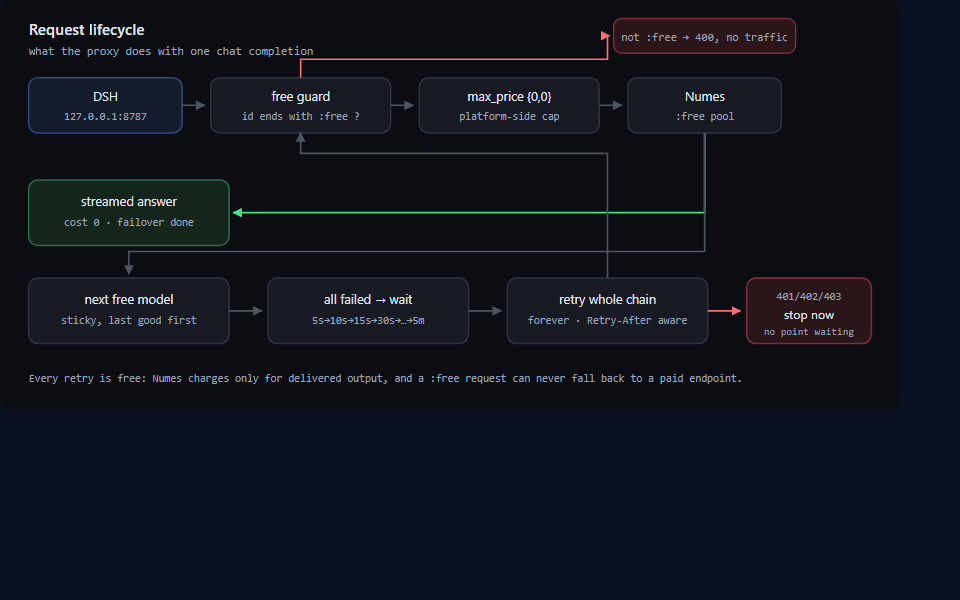 Request lifecycle
what the proxy does with one chat completion
not :free → 400, no traffic
DSH
127.0.0.1:8787
free guard
id ends with :free ?
max_price {0,0}
platform-side cap
Numes
:free pool
streamed answer
cost 0 · failover done
next free model
sticky, last good first
all failed → wait
5s→10s→15s→30s→…→5m
retry whole chain
forever · Retry-After aware
401/402/403
stop now
no point waiting
Every retry is free: Numes charges only for delivered output, and a :free request can never fall back to a paid endpoint.